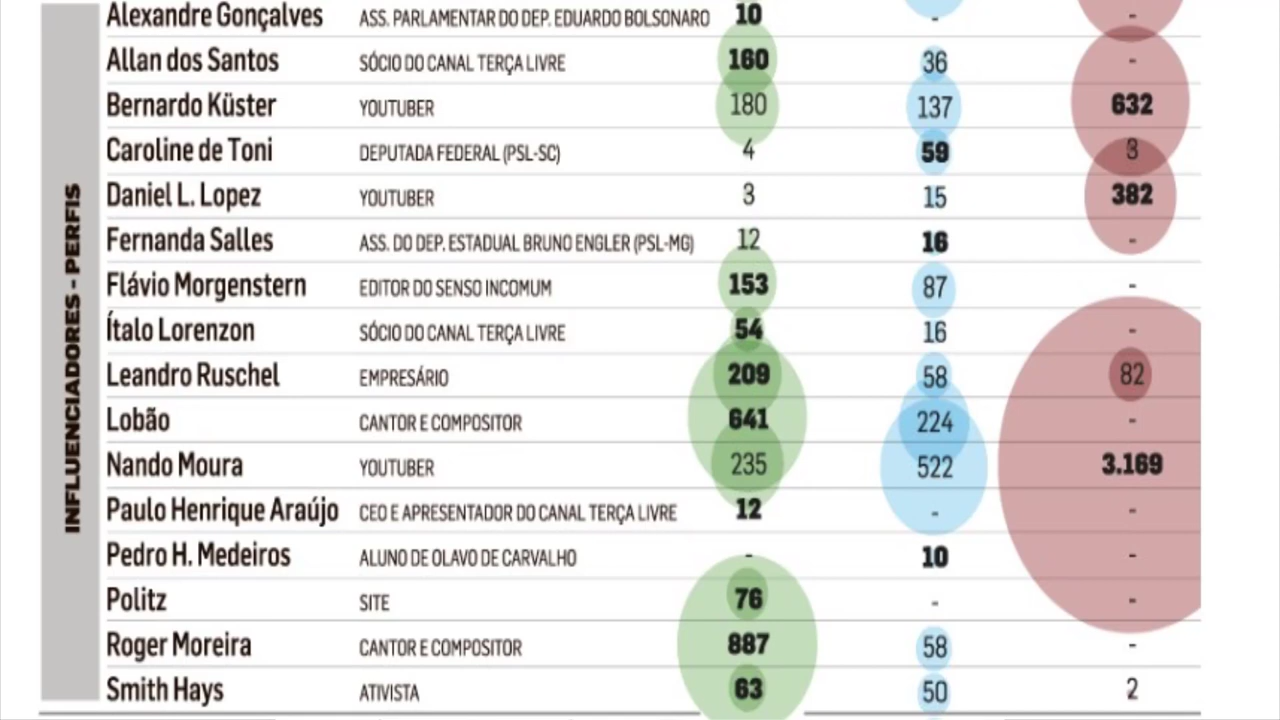 INFLUENCIADORES - PERFIS
Alexandre Gonçalves ASS. PARLAMENTAR DO DEP. EDUARDO BOLSONARO 10 - -
Allan dos Santos SÓCIO DO CANAL TERÇA LIVRE 160 36 -
Bernardo Küster YOUTUBER 180 137 632
Caroline de Toni DEPUTADA FEDERAL (PSL-SC) 4 59 3
Daniel L. Lopez YOUTUBER 3 15 382
Fernanda Salles ASS. DO DEP. ESTADUAL BRUNO ENGLER (PSL-MG) 12 16 -
Flávio Morgenstern EDITOR DO SENSO INCOMUM 153 87 -
Ítalo Lorenzon SÓCIO DO CANAL TERÇA LIVRE 54 16 -
Leandro Ruschel EMPRESÁRIO 209 58 82
Lobão CANTOR E COMPOSITOR 641 224 -
Nando Moura YOUTUBER 235 522 3.169
Paulo Henrique Araújo CEO E APRESENTADOR DO CANAL TERÇA LIVRE 12 - -
Pedro H. Medeiros ALUNO DE OLAVO DE CARVALHO - 10 -
Politz SITE 76 - -
Roger Moreira CANTOR E COMPOSITOR 887 58 -
Smith Hays ATIVISTA 63 50 2